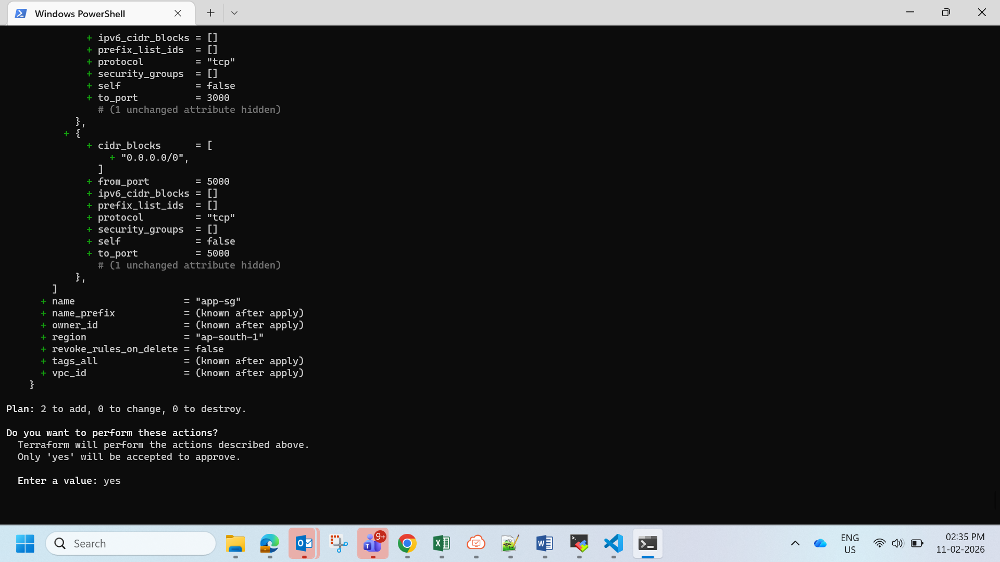 Windows PowerShell
+ ipv6_cidr_blocks = []
+ prefix_list_ids  = []
+ protocol         = "tcp"
+ security_groups  = []
+ self             = false
+ to_port          = 3000
# (1 unchanged attribute hidden)
},
+ {
+ cidr_blocks      = [
+ "0.0.0.0/0",
]
+ from_port        = 5000
+ ipv6_cidr_blocks = []
+ prefix_list_ids  = []
+ protocol         = "tcp"
+ security_groups  = []
+ self             = false
+ to_port          = 5000
# (1 unchanged attribute hidden)
},
]
+ name                   = "app-sg"
+ name_prefix            = (known after apply)
+ owner_id               = (known after apply)
+ region                 = "ap-south-1"
+ revoke_rules_on_delete = false
+ tags_all               = (known after apply)
+ vpc_id                 = (known after apply)
}
Plan: 2 to add, 0 to change, 0 to destroy.
Do you want to perform these actions?
Terraform will perform the actions described above.
Only 'yes' will be accepted to approve.
Enter a value: yes
Search
9+
ENG
US
02:35 PM
11-02-2026